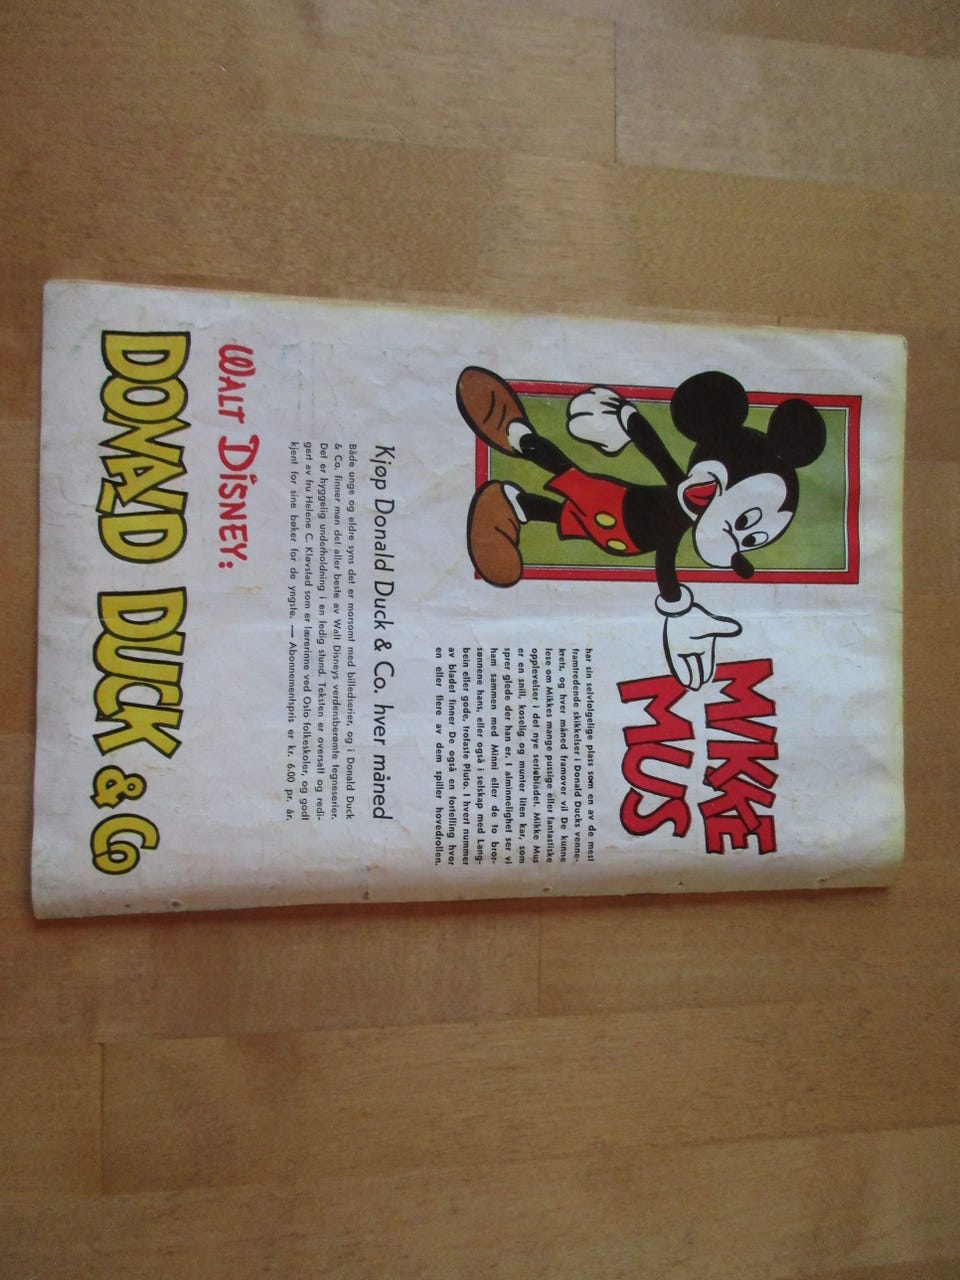 MIKKE
MUS
har sin selvfølgelige plass som en av de mest
framtredende skikkelser i Donald Ducks venne-
krets, og hver måned framover vil De kunne
lese om Mikkes mange pussige eller fantastiske
opplevelser i det nye seriebladet. Mikke Mus
er en snill, koselig og munter liten kar, som
sprer glede der han er. I alminnelighet ser vi
ham sammen med Minni eller de to bror-
sønnene hans, eller også i selskap med Lang-
bein eller gode, trofaste Pluto. I hvert nummer
av bladet finner De også en fortelling hvor
en eller flere av dem spiller hovedrollen.
Kjøp Donald Duck & Co. hver måned
Både unge og eldre syns det er morsomt med billedserier, og i Donald Duck
& Co. finner man det aller beste av Walt Disneys verdensberømte tegneserier.
Det er hyggelig underholdning i en ledig stund. Teksten er oversatt og redi-
gert av fru Helene C. Kløvstad som er lærerinne ved Oslo folkeskoler, og godt
kjent for sine bøker for de yngste. — Abonnementspris er kr. 6.00 pr. år.
WALT DISNEY:
DONALD DUCK & Co